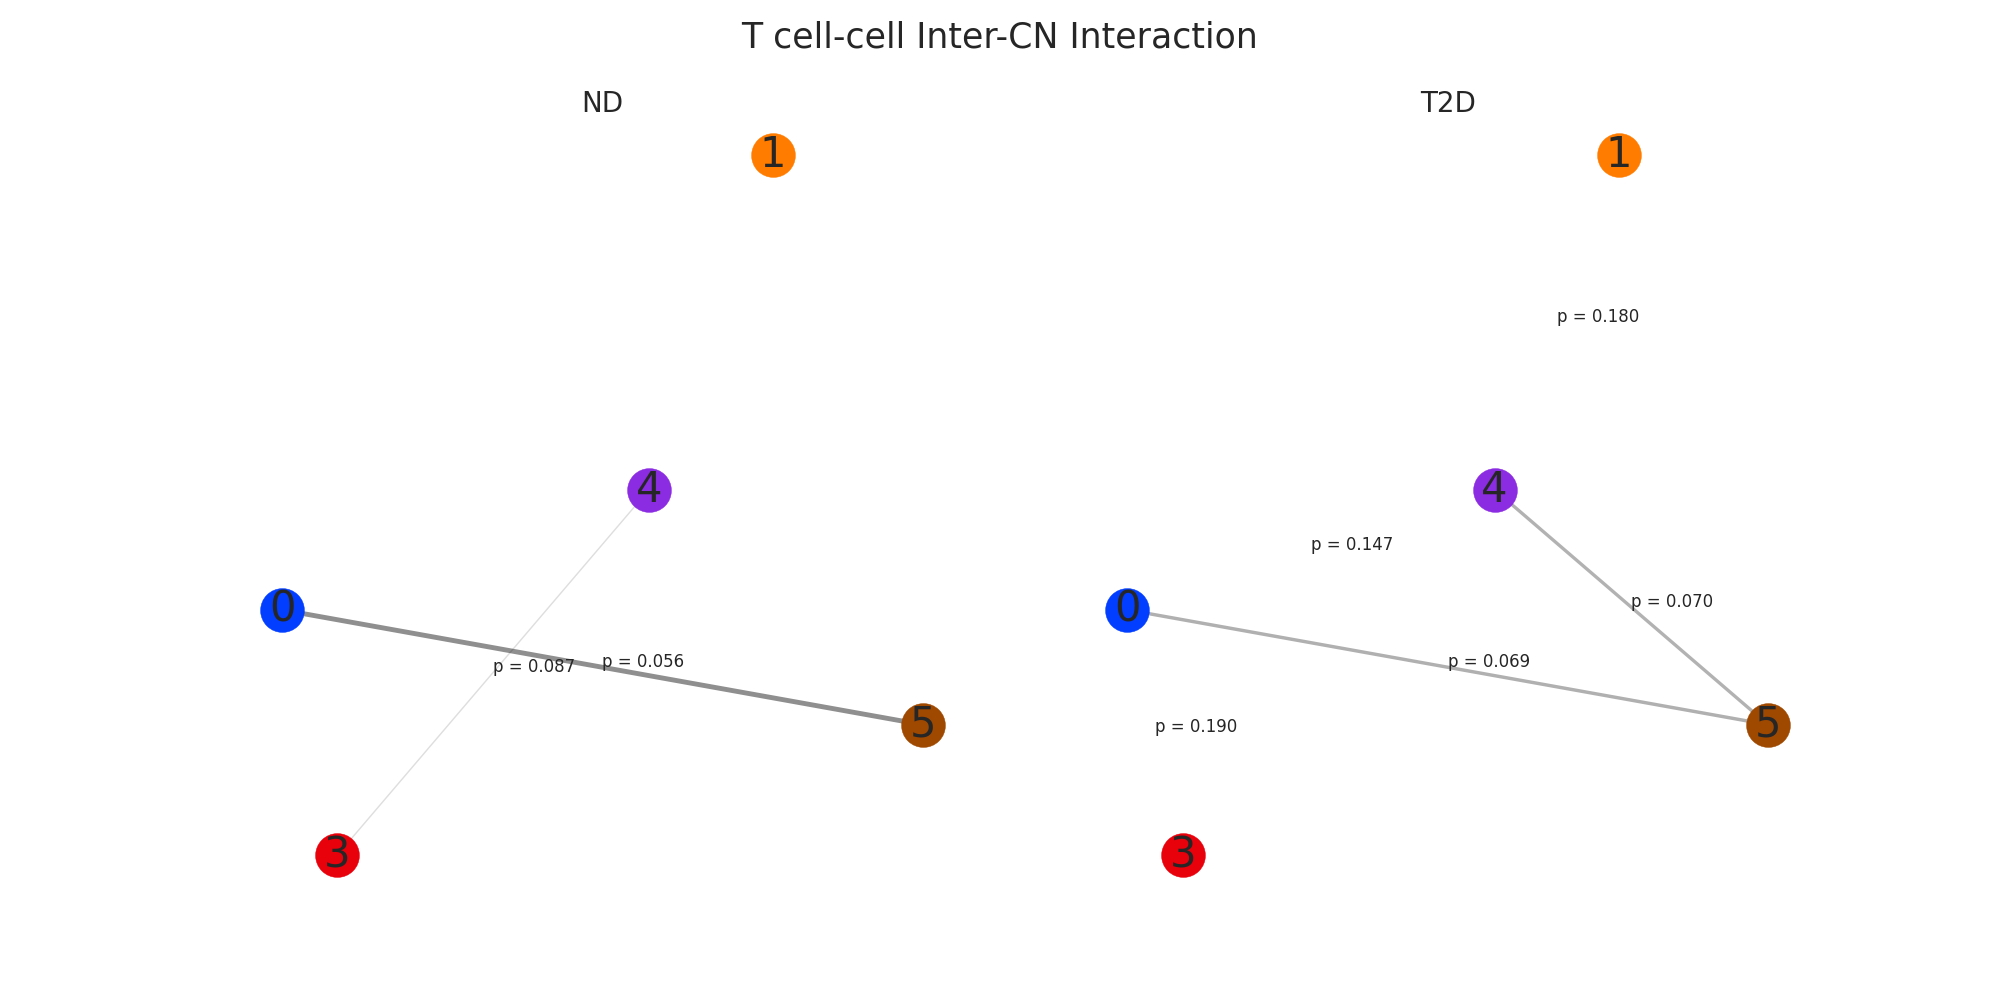 T cell-cell Inter-CN Interaction
ND
1
4
0
p = 0.087
p = 0.056
5
3
T2D
1
p = 0.180
4
p = 0.147
0
p = 0.070
p = 0.069
5
p = 0.190
3